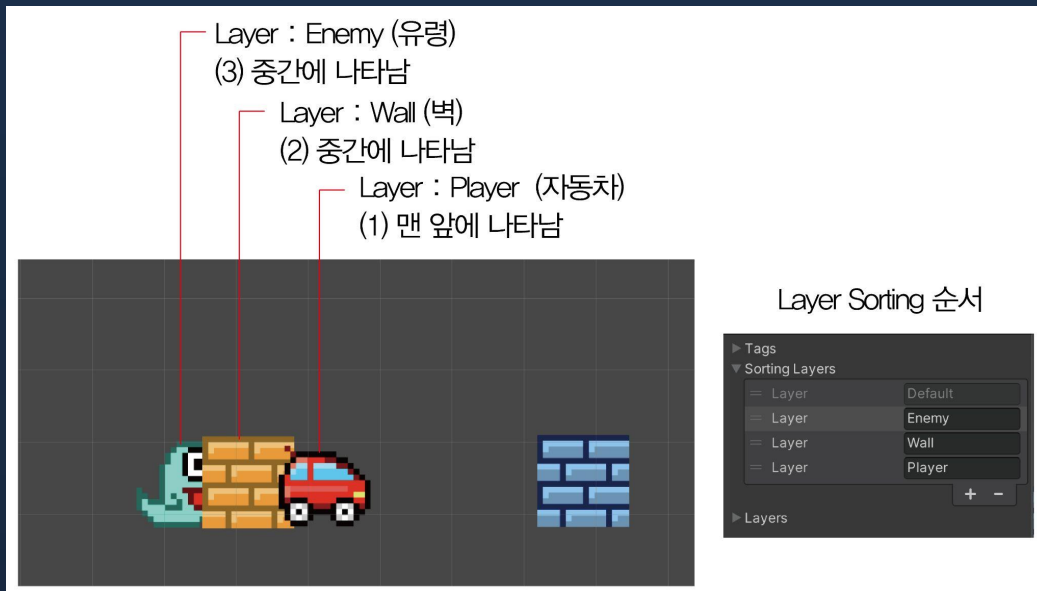 Layer : Enemy (유령)
(3) 중간에 나타남
Layer : Wall (벽)
(2) 중간에 나타남
Layer : Player (자동차)
(1) 맨 앞에 나타남
Layer Sorting 순서
Tags
Sorting Layers
Layer Default
Layer Enemy
Layer Wall
Layer Player
+ -
Layers